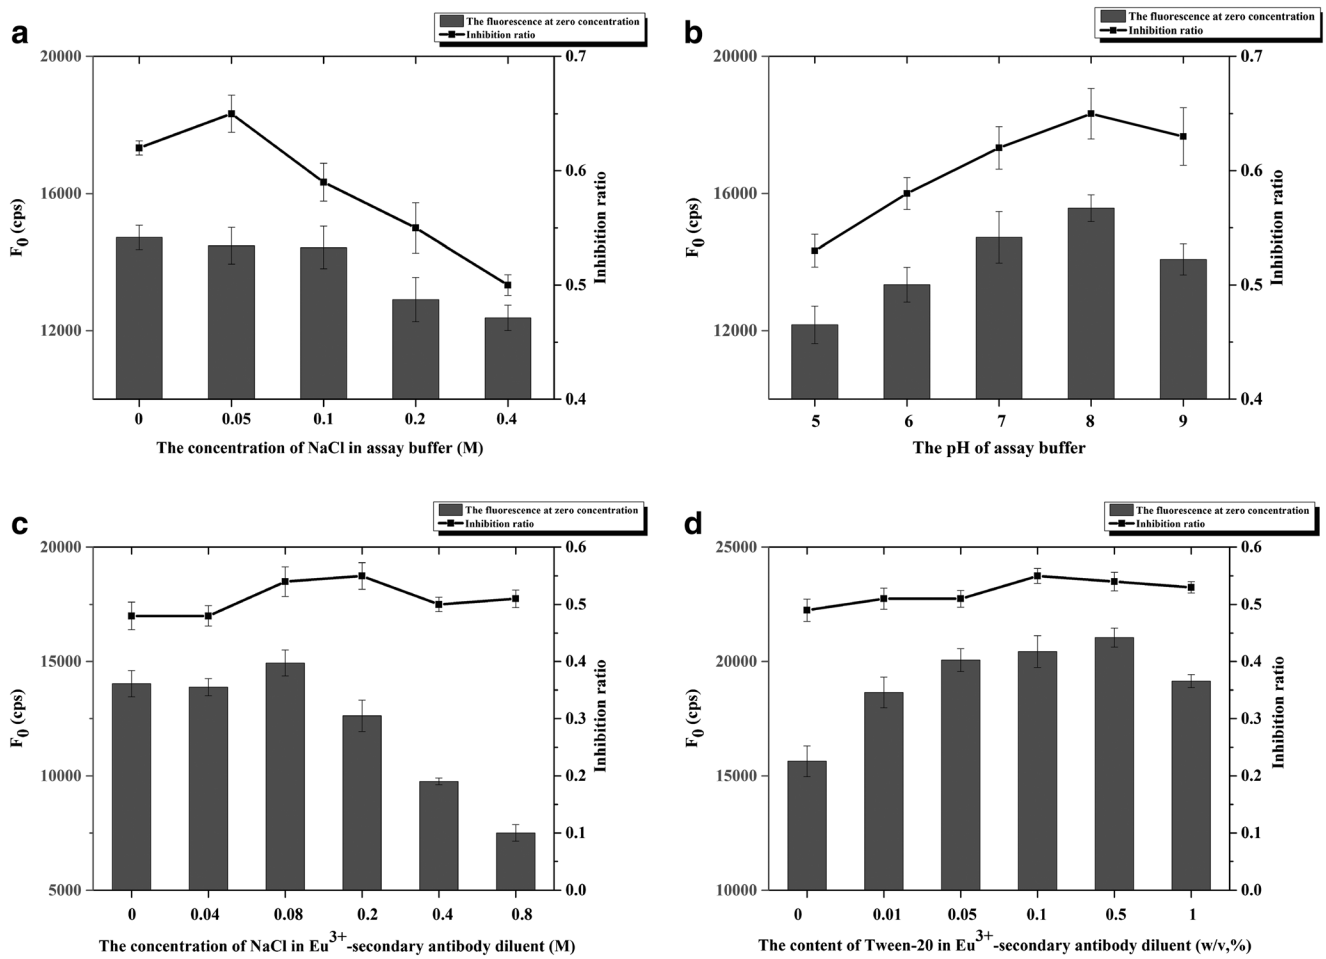 a
The fluorescence at zero concentration
Inhibition ratio
20000
16000
12000
F0 (cps)
0.7
0.6
0.5
0.4
Inhibition ratio
0 0.05 0.1 0.2 0.4
The concentration of NaCl in assay buffer (M)
b
The fluorescence at zero concentration
Inhibition ratio
20000
16000
12000
F0 (cps)
0.7
0.6
0.5
0.4
Inhibition ratio
5 6 7 8 9
The pH of assay buffer
c
The fluorescence at zero concentration
Inhibition ratio
20000
15000
10000
5000
F0 (cps)
0.6
0.5
0.4
0.3
0.2
0.1
0.0
Inhibition ratio
0 0.04 0.08 0.2 0.4 0.8
The concentration of NaCl in Eu3+-secondary antibody diluent (M)
d
The fluorescence at zero concentration
Inhibition ratio
25000
20000
15000
10000
F0 (cps)
0.6
0.5
0.4
0.3
0.2
0.1
0.0
Inhibition ratio
0 0.01 0.05 0.1 0.5 1
The content of Tween-20 in Eu3+-secondary antibody diluent (w/v,%)